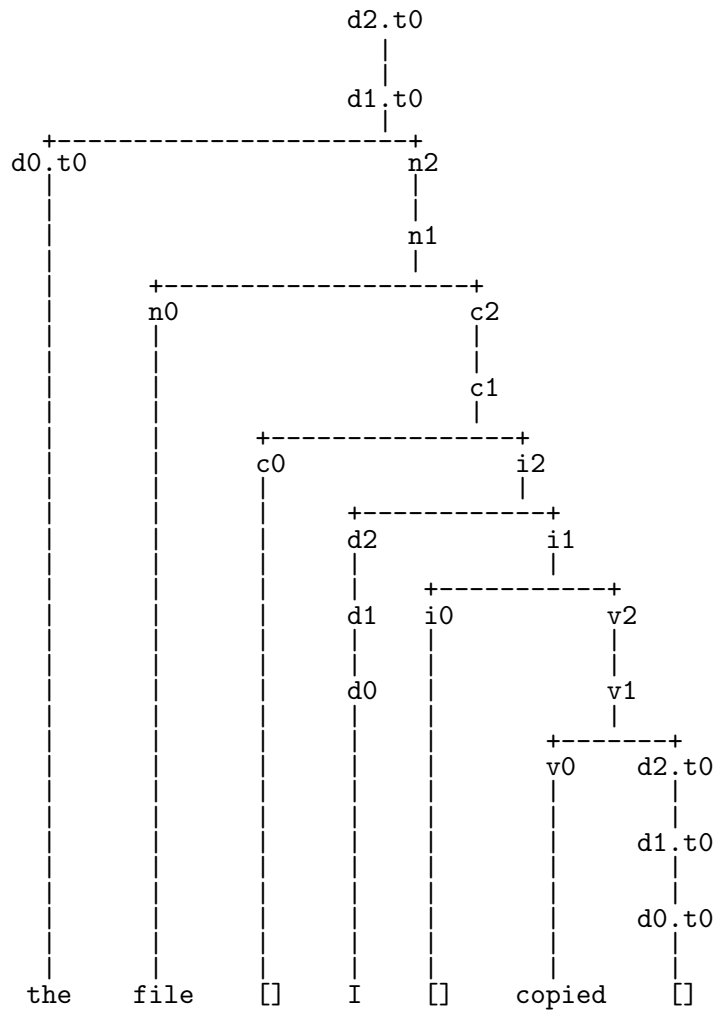 d2.t0
d1.t0
d0.t0 n2
n1
n0 c2
c1
c0 i2
d2 i1
d1 i0 v2
d0 v1
v0 d2.t0
d1.t0
d0.t0
the file [] I [] copied []